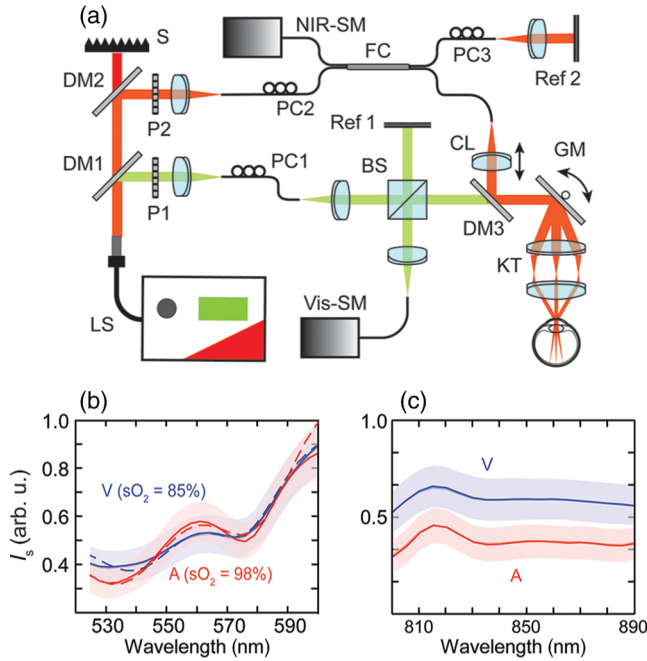 (a)
S
NIR-SM
FC
PC3
DM2
PC2
Ref 2
P2
Ref 1
CL
GM
DM1
PC1
BS
P1
DM3
KT
Vis-SM
LS
(b)
(c)
1.0
0.8
0.6
0.4
Is (arb. u.)
V (sO2 = 85%)
A (sO2 = 98%)
530 550 570 590
Wavelength (nm)
1.0
0.5
V
A
810 850 890
Wavelength (nm)